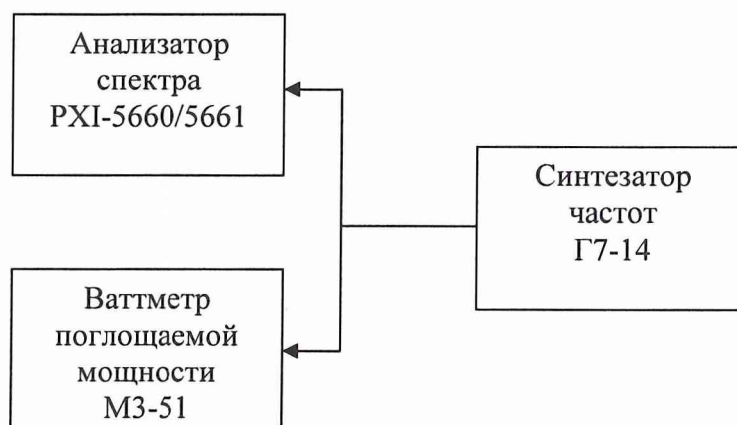 Анализатор
спектра
PXI-5660/5661
Синтезатор
частот
Г7-14
Ваттметр
поглощаемой
мощности
М3-51